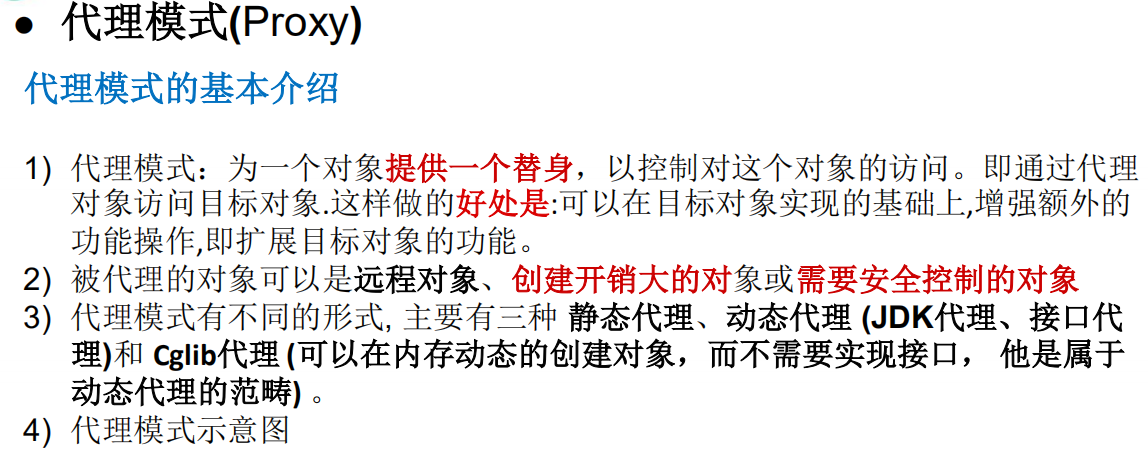 ● 代理模式(Proxy)
代理模式的基本介绍
1) 代理模式：为一个对象提供一个替身，以控制对这个对象的访问。即通过代理
对象访问目标对象.这样做的好处是:可以在目标对象实现的基础上,增强额外的
功能操作,即扩展目标对象的功能。
2) 被代理的对象可以是远程对象、创建开销大的对象或需要安全控制的对象
3) 代理模式有不同的形式, 主要有三种 静态代理、动态代理 (JDK代理、接口代
理)和 Cglib代理 (可以在内存动态的创建对象，而不需要实现接口， 他是属于
动态代理的范畴) 。
4) 代理模式示意图